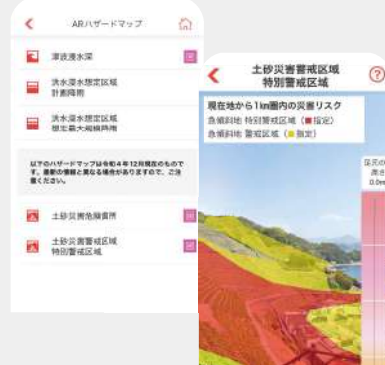 ARハザードマップ
津波浸水深
洪水浸水想定区域
計画降雨
洪水浸水想定区域
想定最大規模降雨
以下のハザードマップは令和4年12月現在のもので
す。最新の情報と異なる場合がありますので、ご注
意ください。
土砂災害危険箇所
土砂災害警戒区域
特別警戒区域
土砂災害警戒区域
特別警戒区域
?
現在地から1km圏内の災害リスク
急傾斜地 特別警戒区域（■指定）
急傾斜地 警戒区域（■指定）
足元の
高さ
0.0m